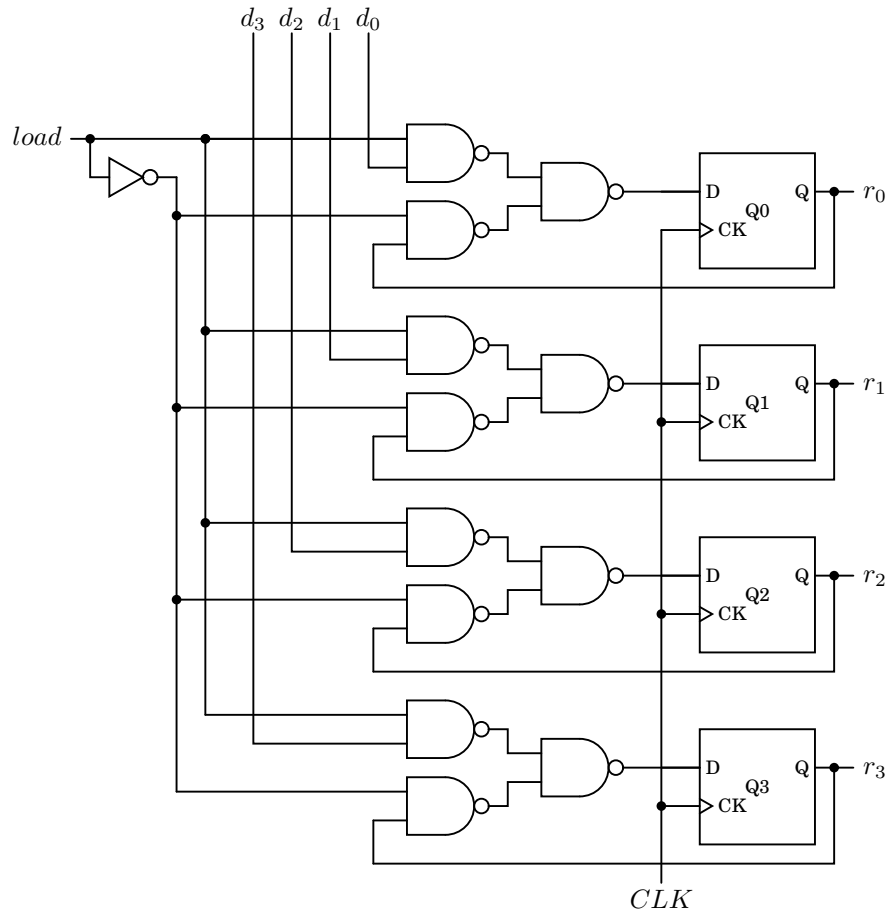 d3 d2 d1 d0
load
D Q r0
Q0
CK
D Q r1
Q1
CK
D Q r2
Q2
CK
D Q r3
Q3
CK
CLK